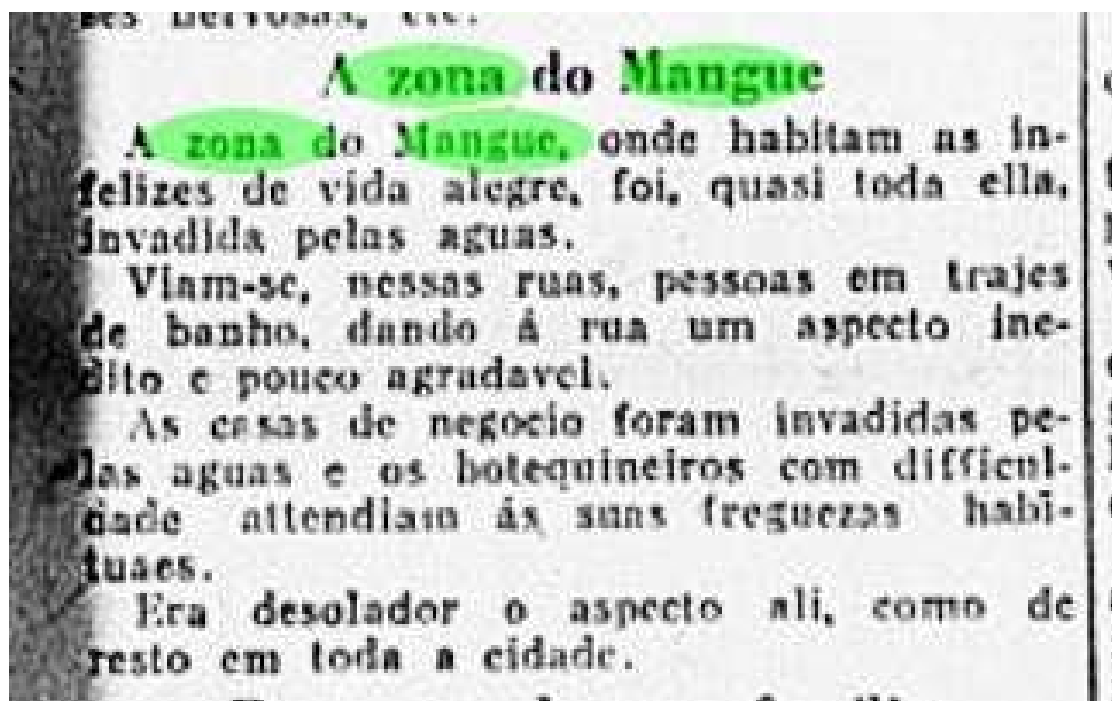 A zona do Mangue
A zona do Mangue, onde habitam as in-
felizes de vida alegre, foi, quasi toda ella,
invadida pelas aguas.
Viam-se, nessas ruas, pessoas em trajes
de banho, dando á rua um aspecto ine-
dito e pouco agradavel.
As casas de negocio foram invadidas pe-
las aguas e os botequineiros com difficul-
dade attendiam ás suas freguezas habi-
tuaes.
Era desolador o aspecto ali, como de
resto em toda a cidade.